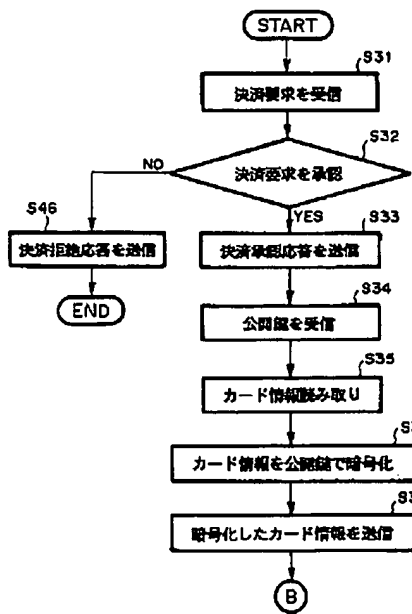 START
S31
決済要求を受信
S32
決済要求を承認
NO
YES
S46
決済拒絶応答を送信
END
S33
決済承認応答を送信
S34
公開鍵を受信
S35
カード情報読み取り
S3
カード情報を公開鍵で暗号化
S3
暗号化したカード情報を送信
B